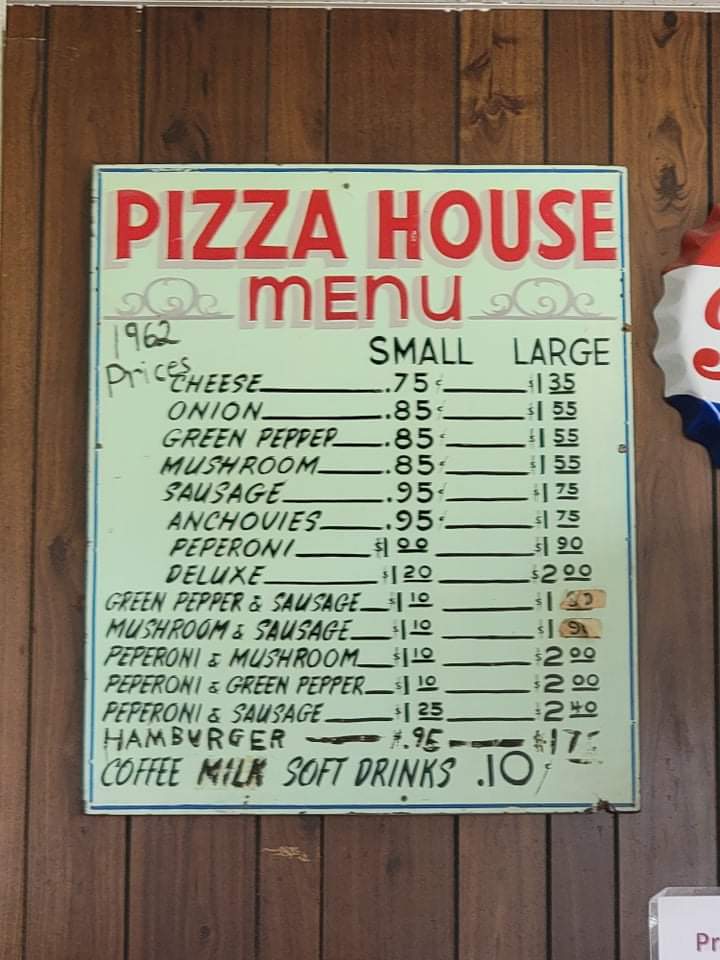 PIZZA HOUSE
MENU
1962
Prices
SMALL LARGE
CHEESE .75¢ $1 35
ONION .85¢ $1 55
GREEN PEPPER .85¢ $1 55
MUSHROOM .85¢ $1 55
SAUSAGE .95¢ $1 75
ANCHOVIES .95¢ $1 75
PEPERONI $1 00 $1 90
DELUXE $1 20 $2 00
GREEN PEPPER & SAUSAGE $1 10 $1
MUSHROOM & SAUSAGE $1 10 $1
PEPERONI & MUSHROOM $1 10 $2 00
PEPERONI & GREEN PEPPER $1 10 $2 00
PEPERONI & SAUSAGE $1 25 $2 40
HAMBURGER $.95
COFFEE MILK SOFT DRINKS .10¢
Pr